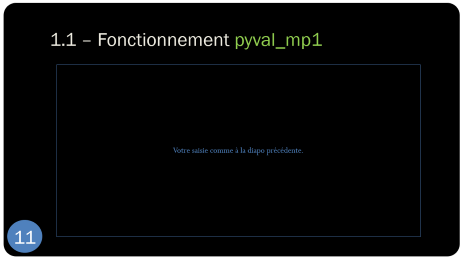 1.1 – Fonctionnement pyval_mp1
Votre saisie comme à la diapo précédente.
11